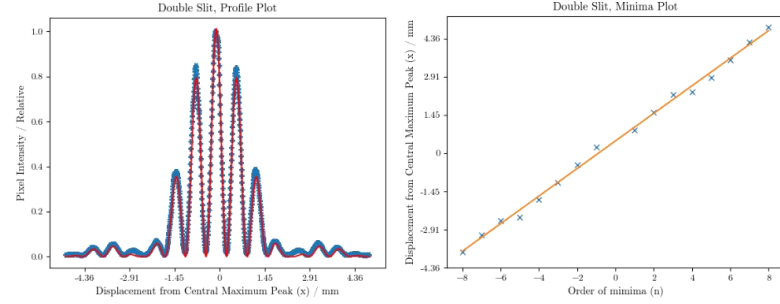 Double Slit, Profile Plot
Pixel Intensity / Relative
1.0
0.8
0.6
0.4
0.2
0.0
-4.36 -2.91 -1.45 0 1.45 2.91 4.36
Displacement from Central Maximum Peak (x) / mm
Double Slit, Minima Plot
Displacement from Central Maximum Peak (x) / mm
4.36
2.91
1.45
0
-1.45
-2.91
-4.36
−8 −6 −4 −2 0 2 4 6 8
Order of mimima (n)